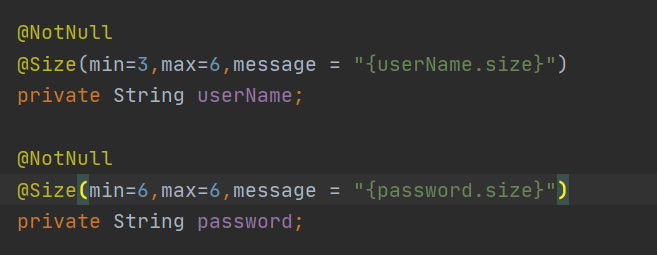 @NotNull
@Size(min=3,max=6,message = "{userName.size}")
private String userName;
@NotNull
@Size(min=6,max=6,message = "{password.size}")
private String password;